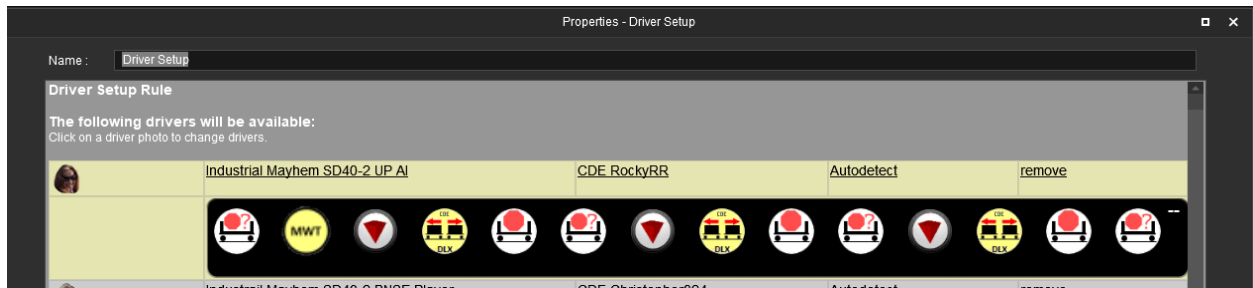 Properties - Driver Setup
Name : Driver Setup
Driver Setup Rule
The following drivers will be available:
Click on a driver photo to change drivers.
Industrial Mayhem SD40-2 UP AI CDE RockyRR Autodetect remove
? MWT CDE DLX ? CDE DLX ? CDE DLX ? --